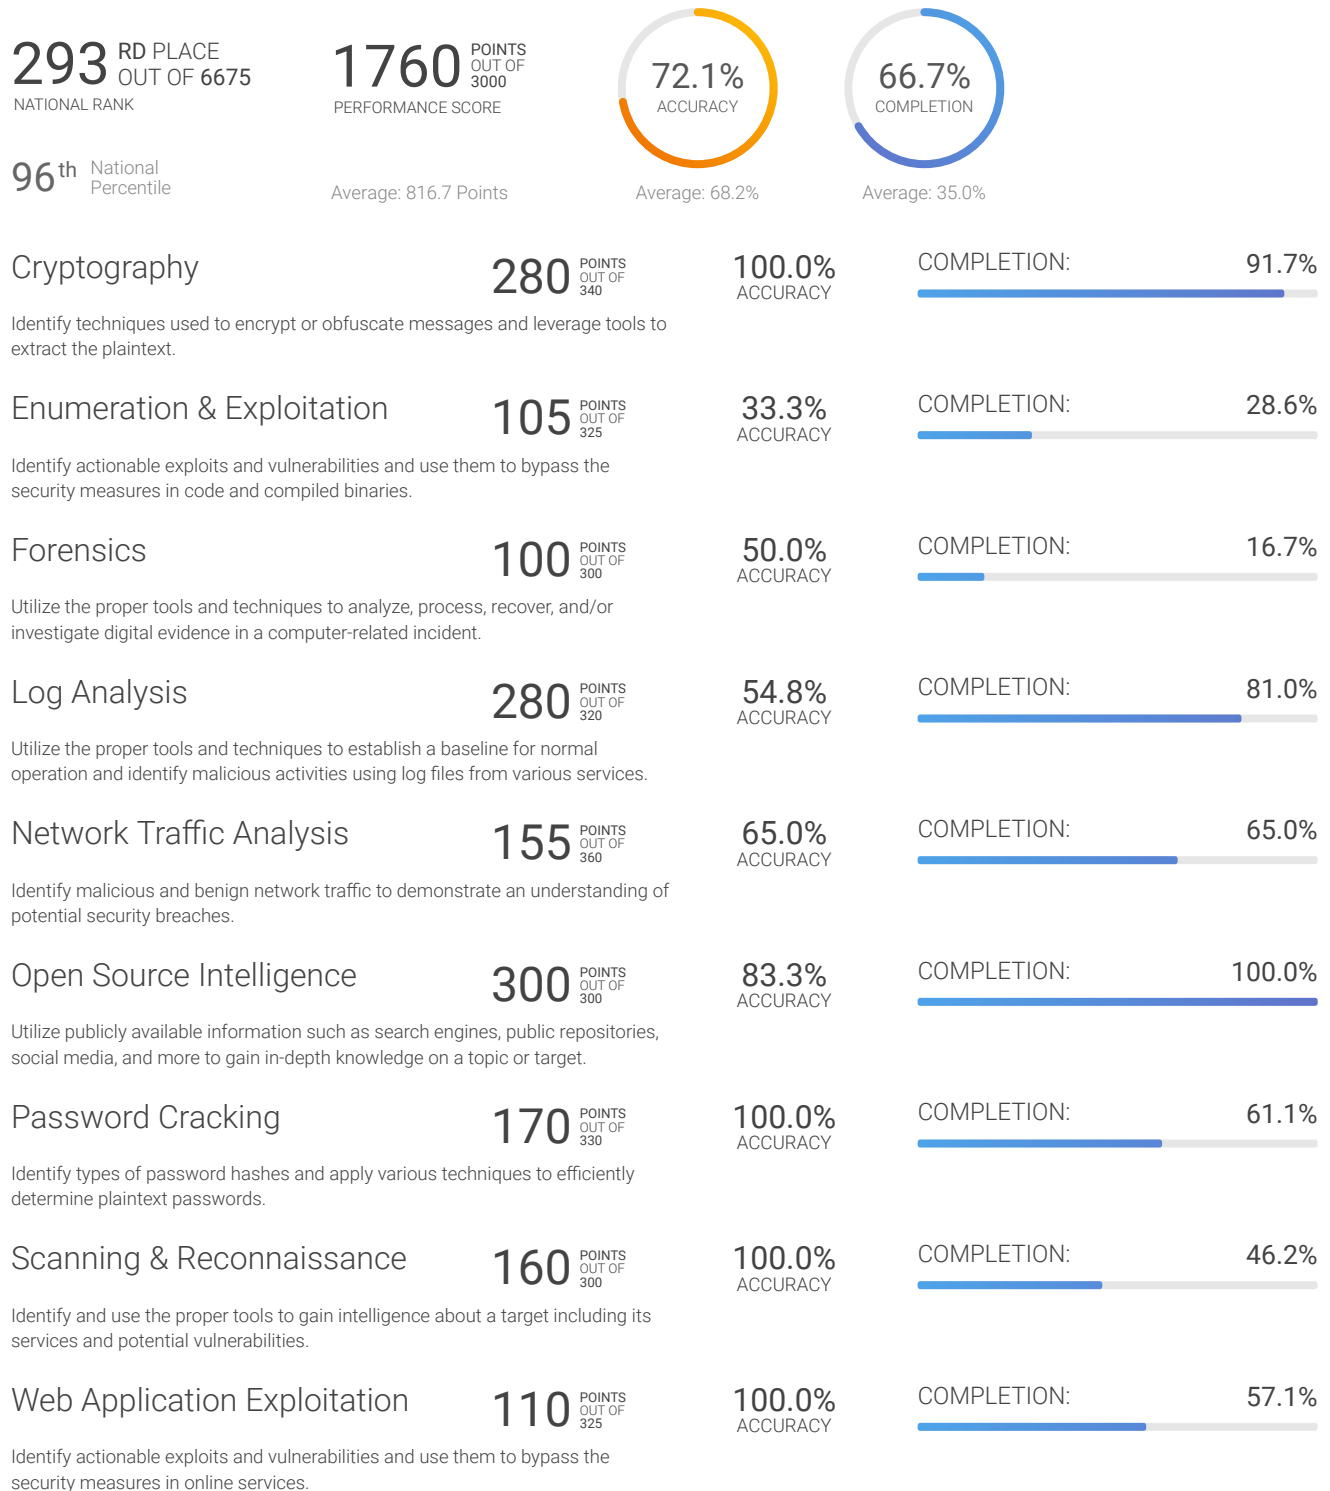 293 RD PLACE
OUT OF 6675
NATIONAL RANK
96th National
Percentile
1760 POINTS
OUT OF
3000
PERFORMANCE SCORE
Average: 816.7 Points
72.1%
ACCURACY
Average: 68.2%
66.7%
COMPLETION
Average: 35.0%
Cryptography
280 POINTS
OUT OF
340
100.0%
ACCURACY
COMPLETION: 91.7%
Identify techniques used to encrypt or obfuscate messages and leverage tools to
extract the plaintext.
Enumeration & Exploitation
105 POINTS
OUT OF
325
33.3%
ACCURACY
COMPLETION: 28.6%
Identify actionable exploits and vulnerabilities and use them to bypass the
security measures in code and compiled binaries.
Forensics
100 POINTS
OUT OF
300
50.0%
ACCURACY
COMPLETION: 16.7%
Utilize the proper tools and techniques to analyze, process, recover, and/or
investigate digital evidence in a computer-related incident.
Log Analysis
280 POINTS
OUT OF
320
54.8%
ACCURACY
COMPLETION: 81.0%
Utilize the proper tools and techniques to establish a baseline for normal
operation and identify malicious activities using log files from various services.
Network Traffic Analysis
155 POINTS
OUT OF
360
65.0%
ACCURACY
COMPLETION: 65.0%
Identify malicious and benign network traffic to demonstrate an understanding of
potential security breaches.
Open Source Intelligence
300 POINTS
OUT OF
300
83.3%
ACCURACY
COMPLETION: 100.0%
Utilize publicly available information such as search engines, public repositories,
social media, and more to gain in-depth knowledge on a topic or target.
Password Cracking
170 POINTS
OUT OF
330
100.0%
ACCURACY
COMPLETION: 61.1%
Identify types of password hashes and apply various techniques to efficiently
determine plaintext passwords.
Scanning & Reconnaissance
160 POINTS
OUT OF
300
100.0%
ACCURACY
COMPLETION: 46.2%
Identify and use the proper tools to gain intelligence about a target including its
services and potential vulnerabilities.
Web Application Exploitation
110 POINTS
OUT OF
325
100.0%
ACCURACY
COMPLETION: 57.1%
Identify actionable exploits and vulnerabilities and use them to bypass the
security measures in online services.